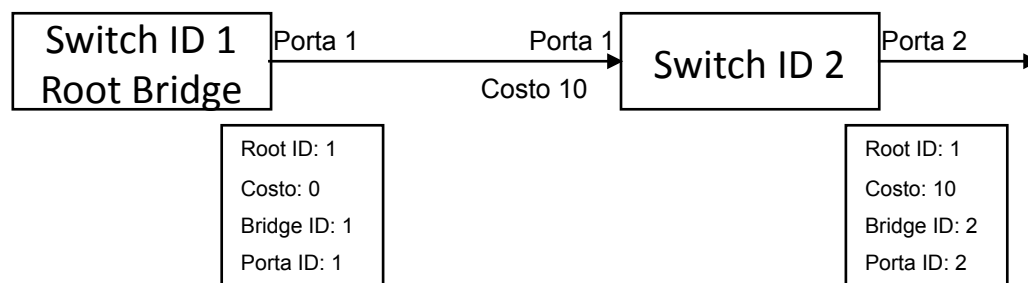 Switch ID 1
Root Bridge
Porta 1
Porta 1
Costo 10
Switch ID 2
Porta 2
Root ID: 1
Costo: 0
Bridge ID: 1
Porta ID: 1
Root ID: 1
Costo: 10
Bridge ID: 2
Porta ID: 2